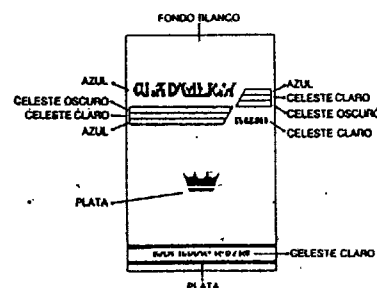 FONDO BLANCO
AZUL
CELESTE OSCURO
CELESTE CLARO
AZUL
AZUL
CELESTE CLARO
CELESTE OSCURO
CELESTE CLARO
PLATA
CELESTE CLARO
PLATA